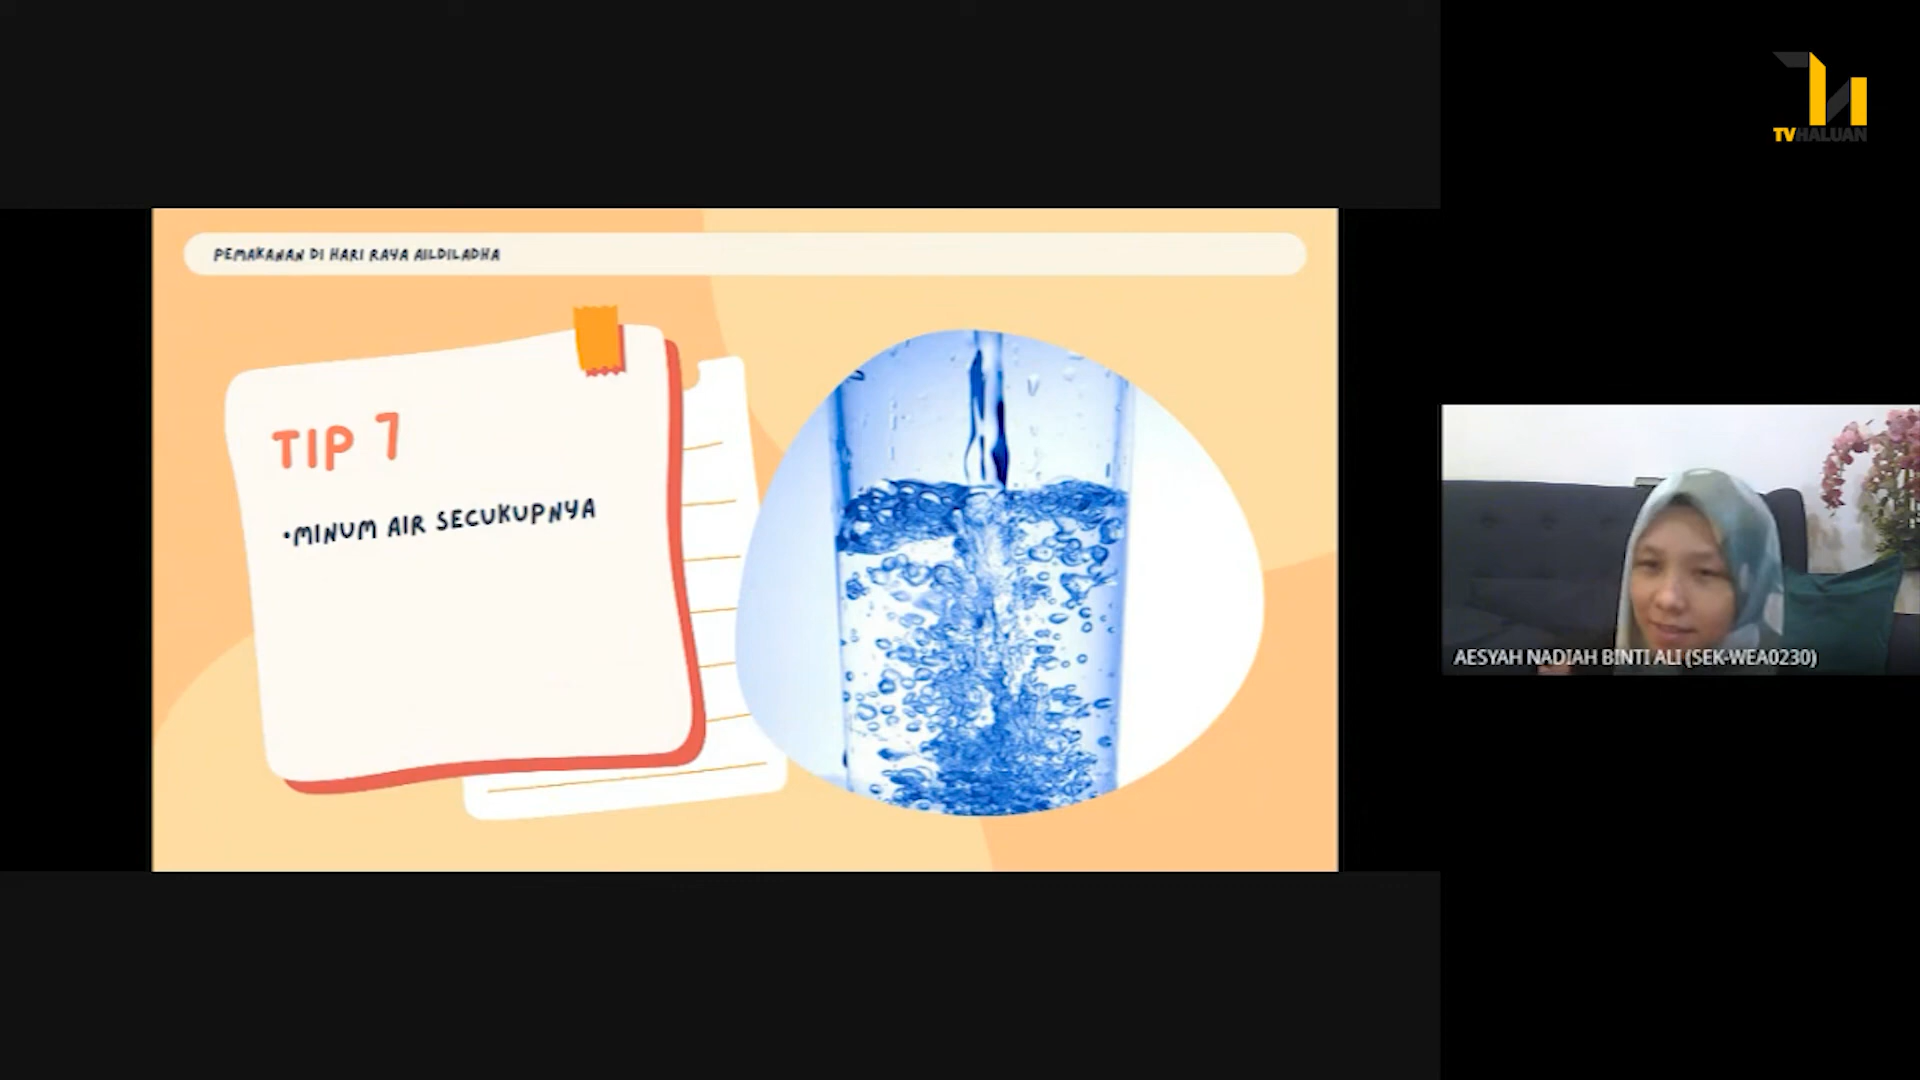 TVHALUAN
PEMAKANAN DI HARI RAYA AILDILADHA
TIP 7
•MINUM AIR SECUKUPNYA
AESYAH NADIAH BINTI ALI (SEK-WEA0230)